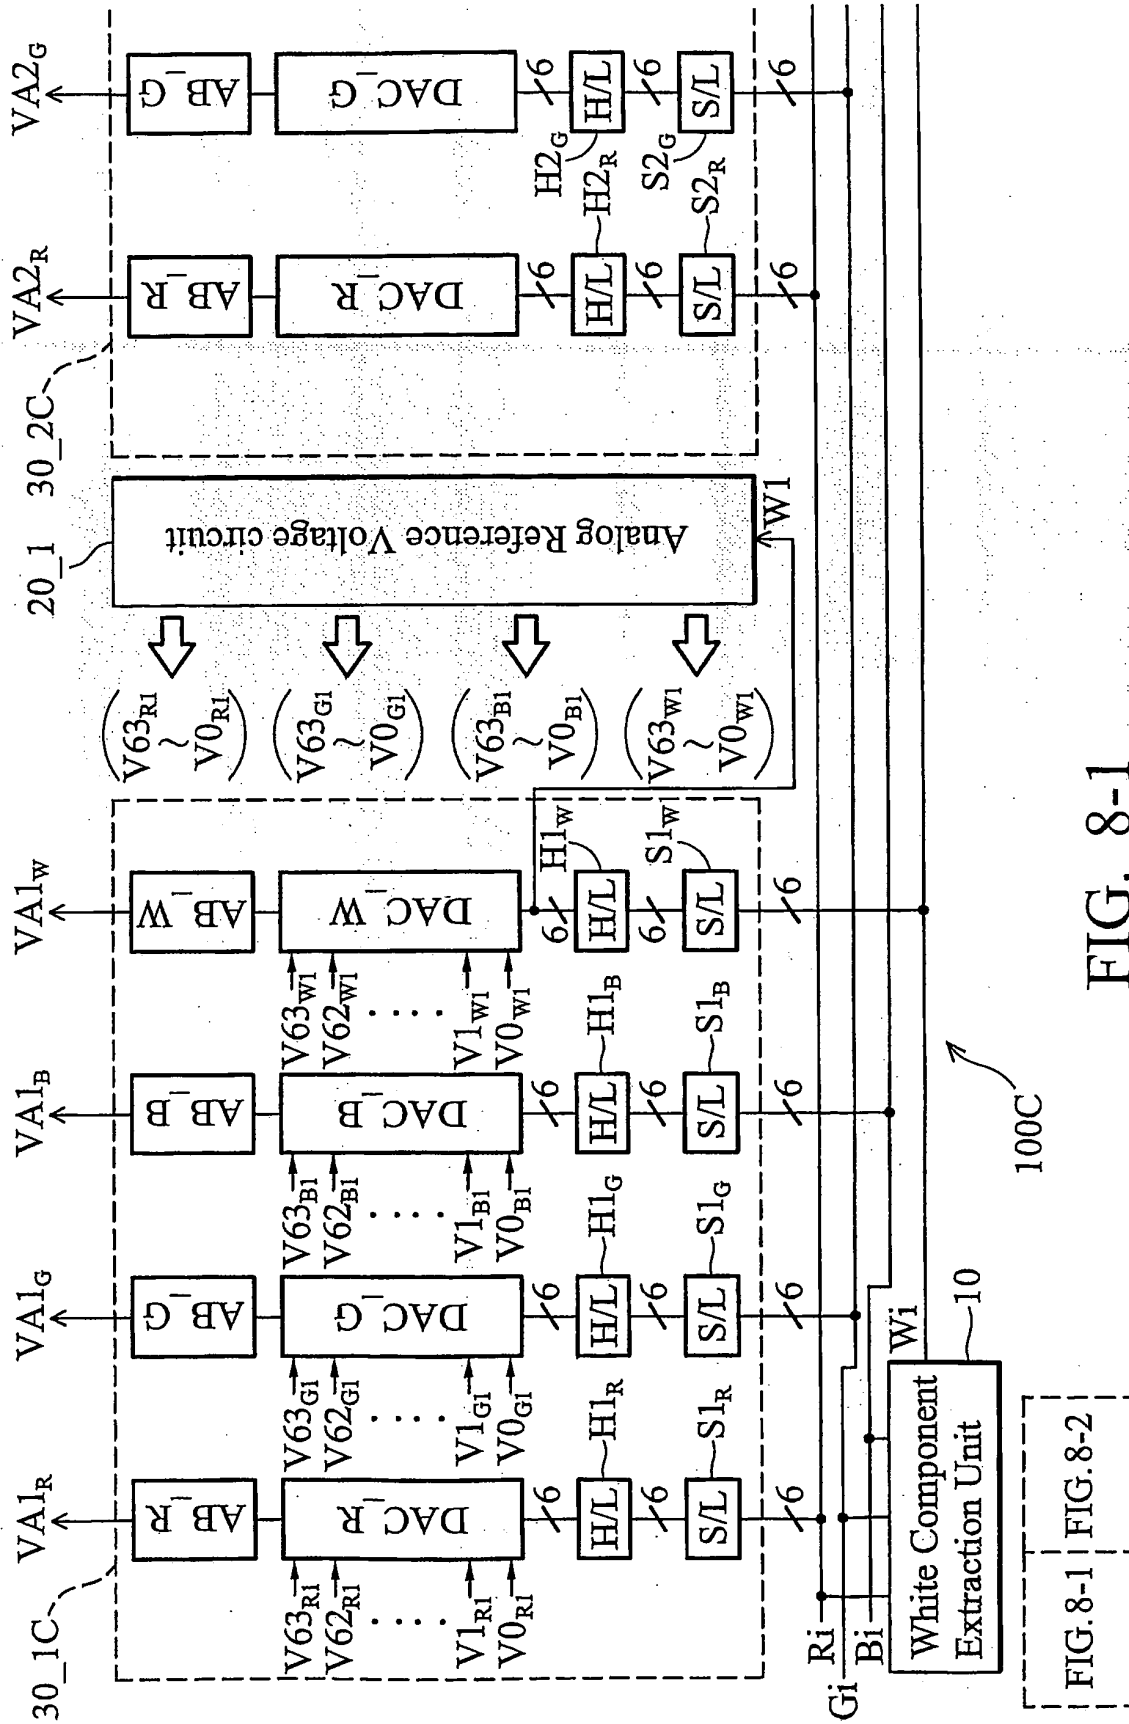 VA1R
VA1G
VA1B
VA1W
VA2R
VA2G
30_1C
20_1
30_2C
AB_R
AB_G
AB_B
AB_W
AB_R
AB_G
DAC_R
DAC_G
DAC_B
DAC_W
DAC_R
DAC_G
V63R1
V62R1
. . . .
V1R1
V0R1
V63G1
V62G1
. . . .
V1G1
V0G1
V63B1
V62B1
. . . .
V1B1
V0B1
V63W1
V62W1
. . . .
V1W1
V0W1
(V63R1 ~ V0R1)
(V63G1 ~ V0G1)
(V63B1 ~ V0B1)
(V63W1 ~ V0W1)
Analog Reference Voltage circuit
W1
6
6
6
6
6
6
H/L
H1R
H/L
H1G
H/L
H1B
H/L
H1W
H/L
H2R
H/L
H2G
6
6
6
6
6
6
S/L
S1R
S/L
S1G
S/L
S1B
S/L
S1W
S/L
S2R
S/L
S2G
6
6
6
6
6
6
Ri
Gi
Bi
Wi
White Component
Extraction Unit
10
100C
FIG. 8-1
FIG. 8-2
FIG. 8-1